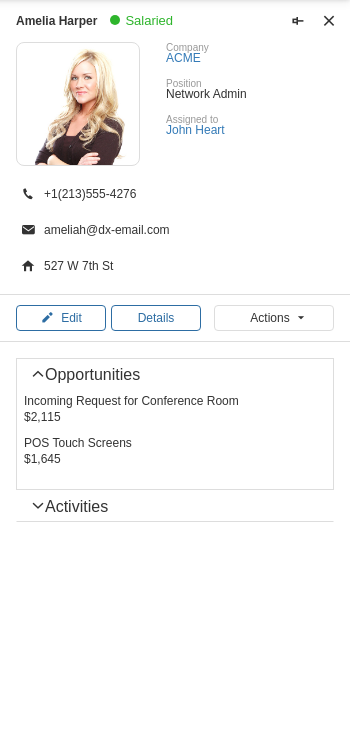 Amelia Harper Salaried
Company
ACME
Position
Network Admin
Assigned to
John Heart
+1(213)555-4276
ameliah@dx-email.com
527 W 7th St
Edit Details Actions
Opportunities
Incoming Request for Conference Room
$2,115
POS Touch Screens
$1,645
Activities